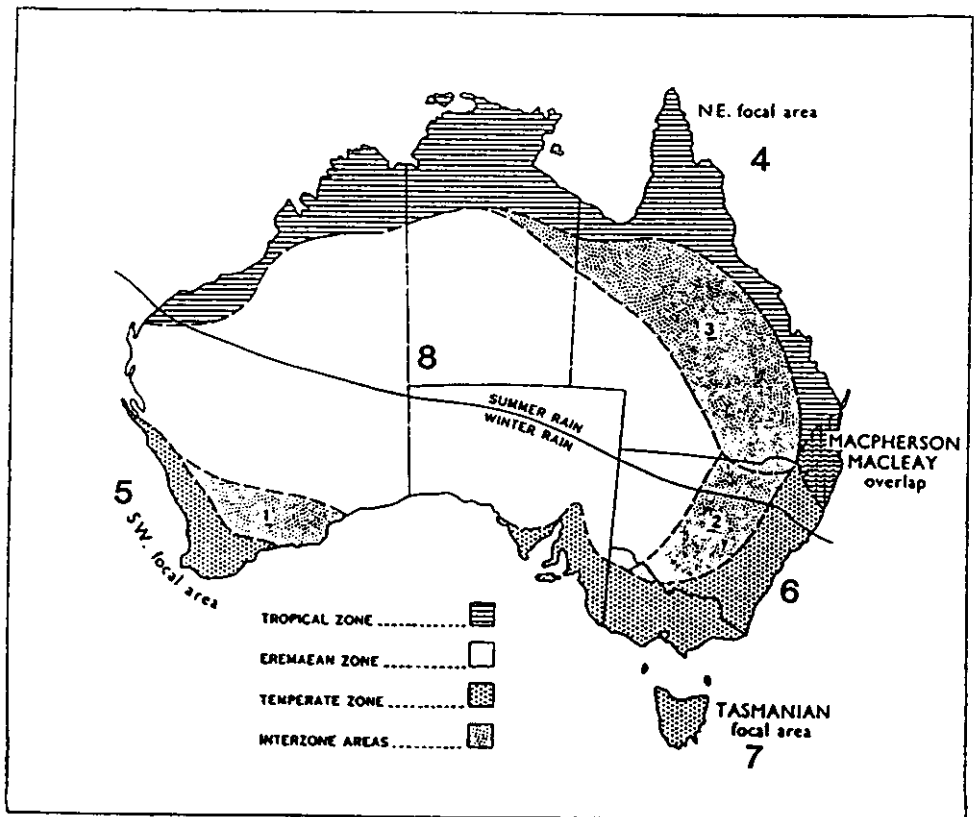 NE. focal area
4
3
8
SUMMER RAIN
WINTER RAIN
MACPHERSON
MACLEAY
overlap
5
SW. focal area
1
2
6
TROPICAL ZONE
EREMAEAN ZONE
TEMPERATE ZONE
INTERZONE AREAS
TASMANIAN
focal area
7